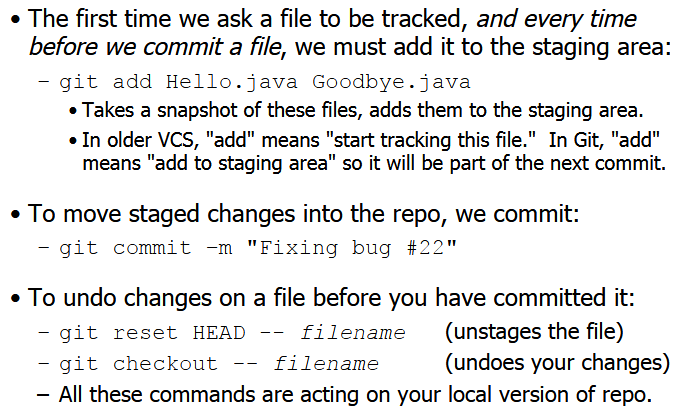 • The first time we ask a file to be tracked, and every time
before we commit a file, we must add it to the staging area:
– git add Hello.java Goodbye.java
• Takes a snapshot of these files, adds them to the staging area.
• In older VCS, "add" means "start tracking this file." In Git, "add"
means "add to staging area" so it will be part of the next commit.
• To move staged changes into the repo, we commit:
– git commit –m "Fixing bug #22"
• To undo changes on a file before you have committed it:
– git reset HEAD -- filename (unstages the file)
– git checkout -- filename (undoes your changes)
– All these commands are acting on your local version of repo.